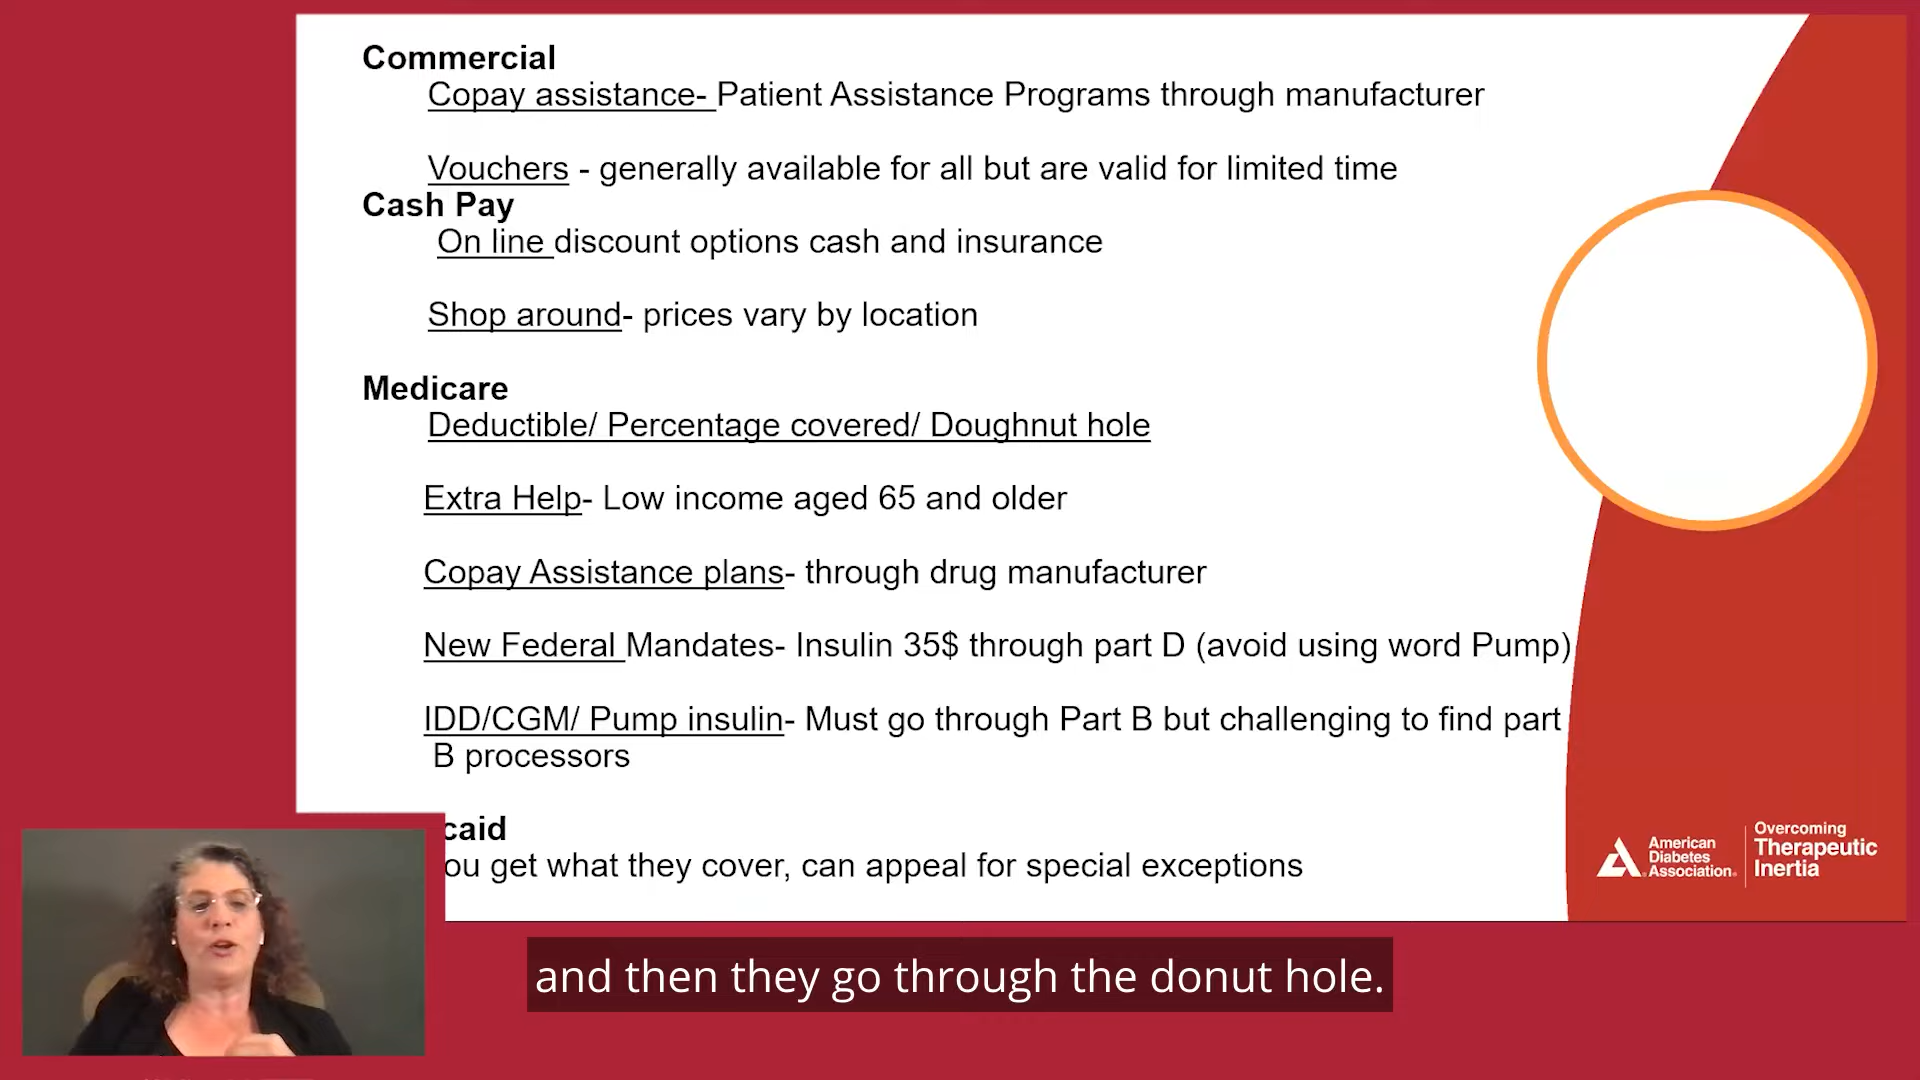 Commercial
Copay assistance- Patient Assistance Programs through manufacturer
Vouchers - generally available for all but are valid for limited time
Cash Pay
On line discount options cash and insurance
Shop around- prices vary by location
Medicare
Deductible/ Percentage covered/ Doughnut hole
Extra Help- Low income aged 65 and older
Copay Assistance plans- through drug manufacturer
New Federal Mandates- Insulin 35$ through part D (avoid using word Pump)
IDD/CGM/ Pump insulin- Must go through Part B but challenging to find part
B processors
caid
ou get what they cover, can appeal for special exceptions
American
Diabetes
Association.
Overcoming
Therapeutic
Inertia
and then they go through the donut hole.